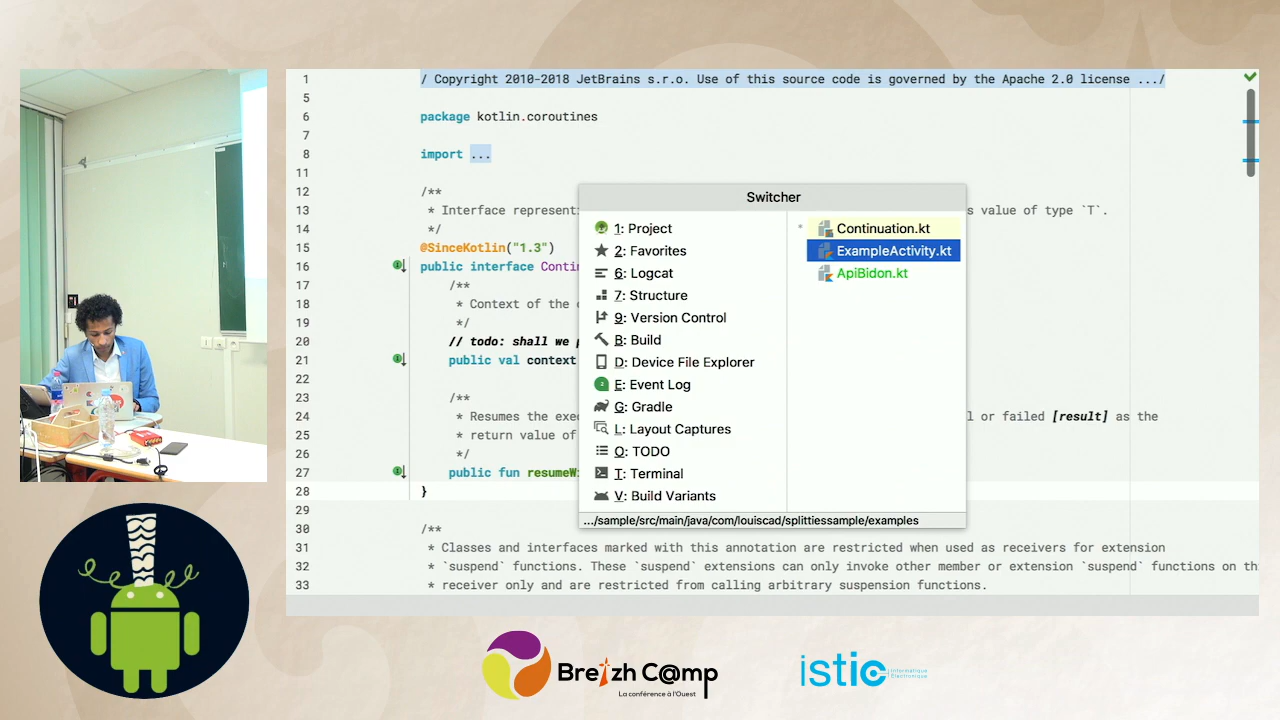 1 / Copyright 2010-2018 JetBrains s.r.o. Use of this source code is governed by the Apache 2.0 license .../
5
6 package kotlin.coroutines
7
8 import ...
11
12 /**
13 * Interface representi s value of type `T`.
14 */
15 @SinceKotlin("1.3")
16 public interface Contin
17 /**
18 * Context of the c
19 */
20 // todo: shall we p
21 public val context
22
23 /**
24 * Resumes the exec l or failed [result] as the
25 * return value of
26 */
27 public fun resumeWi
28 }
29
30 /**
31 * Classes and interfaces marked with this annotation are restricted when used as receivers for extension
32 * `suspend` functions. These `suspend` extensions can only invoke other member or extension `suspend` functions on th
33 * receiver only and are restricted from calling arbitrary suspension functions.
Switcher
1: Project
2: Favorites
6: Logcat
7: Structure
9: Version Control
B: Build
D: Device File Explorer
E: Event Log
G: Gradle
L: Layout Captures
O: TODO
T: Terminal
V: Build Variants
Continuation.kt
ExampleActivity.kt
ApiBidon.kt
.../sample/src/main/java/com/louiscad/splittiessample/examples
Breizh C@mp
La conférence à l'Ouest
istic
Informatique
Électronique